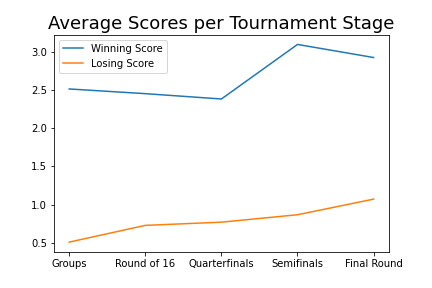 Average Scores per Tournament Stage
Winning Score
Losing Score
3.0
2.5
2.0
1.5
1.0
0.5
Groups Round of 16 Quarterfinals Semifinals Final Round